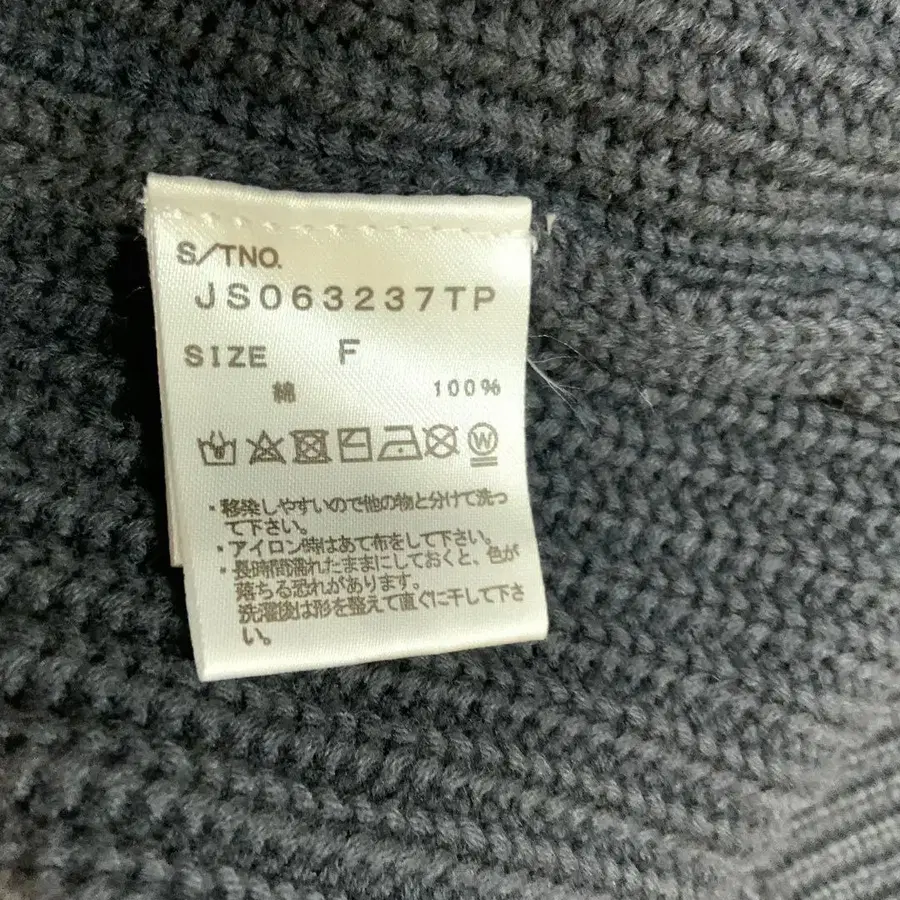 S/TNO.
JS063237TP
SIZE F
綿 100%
W
・移染しやすいので他の物と分けて洗っ
て下さい。
・アイロン時はあて布をして下さい。
・長時間濡れたままにしておくと、色が
落ちる恐れがあります。
洗濯後は形を整えて直ぐに干して下さ
い。